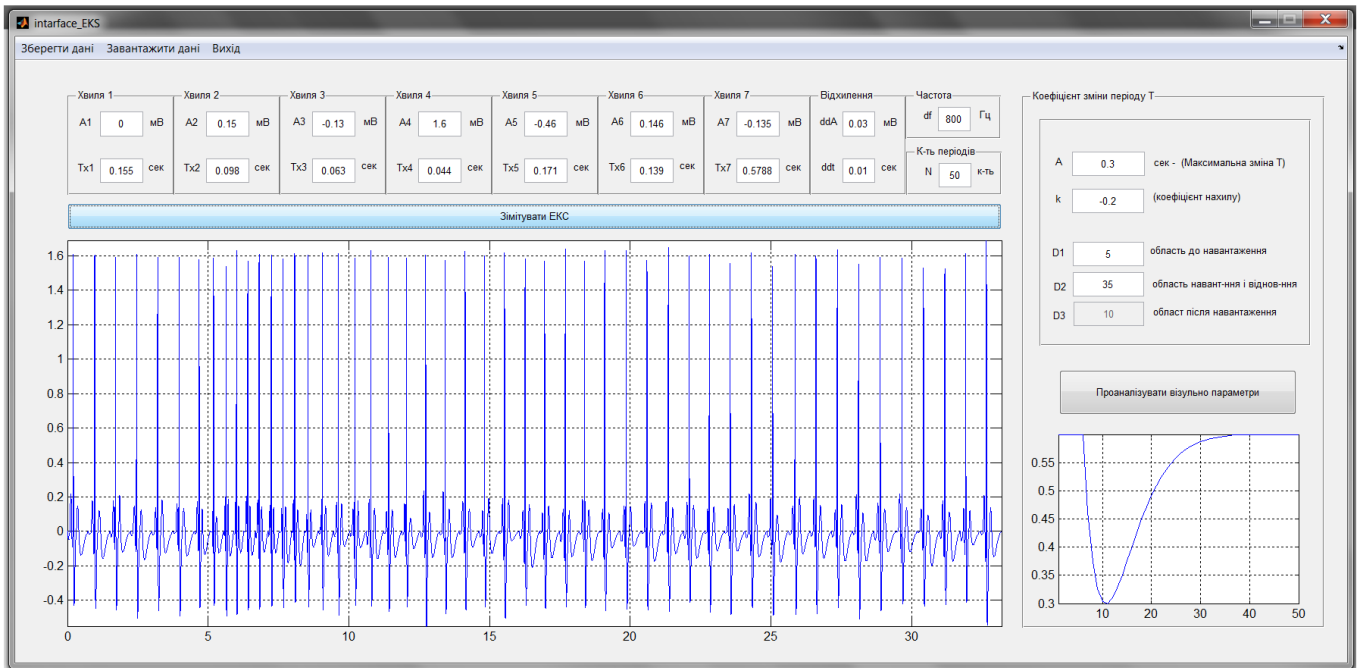 intarface_EKS
Зберегти дані Завантажити дані Вихід
Хвиля 1 Хвиля 2 Хвиля 3 Хвиля 4 Хвиля 5 Хвиля 6 Хвиля 7 Відхилення Частота Коефіцієнт зміни періоду Т
A1 0 мВ A2 0.15 мВ A3 -0.13 мВ A4 1.6 мВ A5 -0.46 мВ A6 0.146 мВ A7 -0.135 мВ ddA 0.03 мВ df 800 Гц
К-ть періодів
Tx1 0.155 сек Tx2 0.098 сек Tx3 0.063 сек Tx4 0.044 сек Tx5 0.171 сек Tx6 0.139 сек Tx7 0.5788 сек ddt 0.01 сек N 50 к-ть
A 0.3 сек - (Максимальна зміна Т)
k -0.2 (коефіцієнт нахилу)
D1 5 область до навантаження
D2 35 область навант-ння і віднов-ння
D3 10 област після навантаження
Зімітувати ЕКС
1.6
1.4
1.2
1
0.8
0.6
0.4
0.2
0
-0.2
-0.4
0 5 10 15 20 25 30
Проаналізувати візульно параметри
0.55
0.5
0.45
0.4
0.35
0.3
10 20 30 40 50